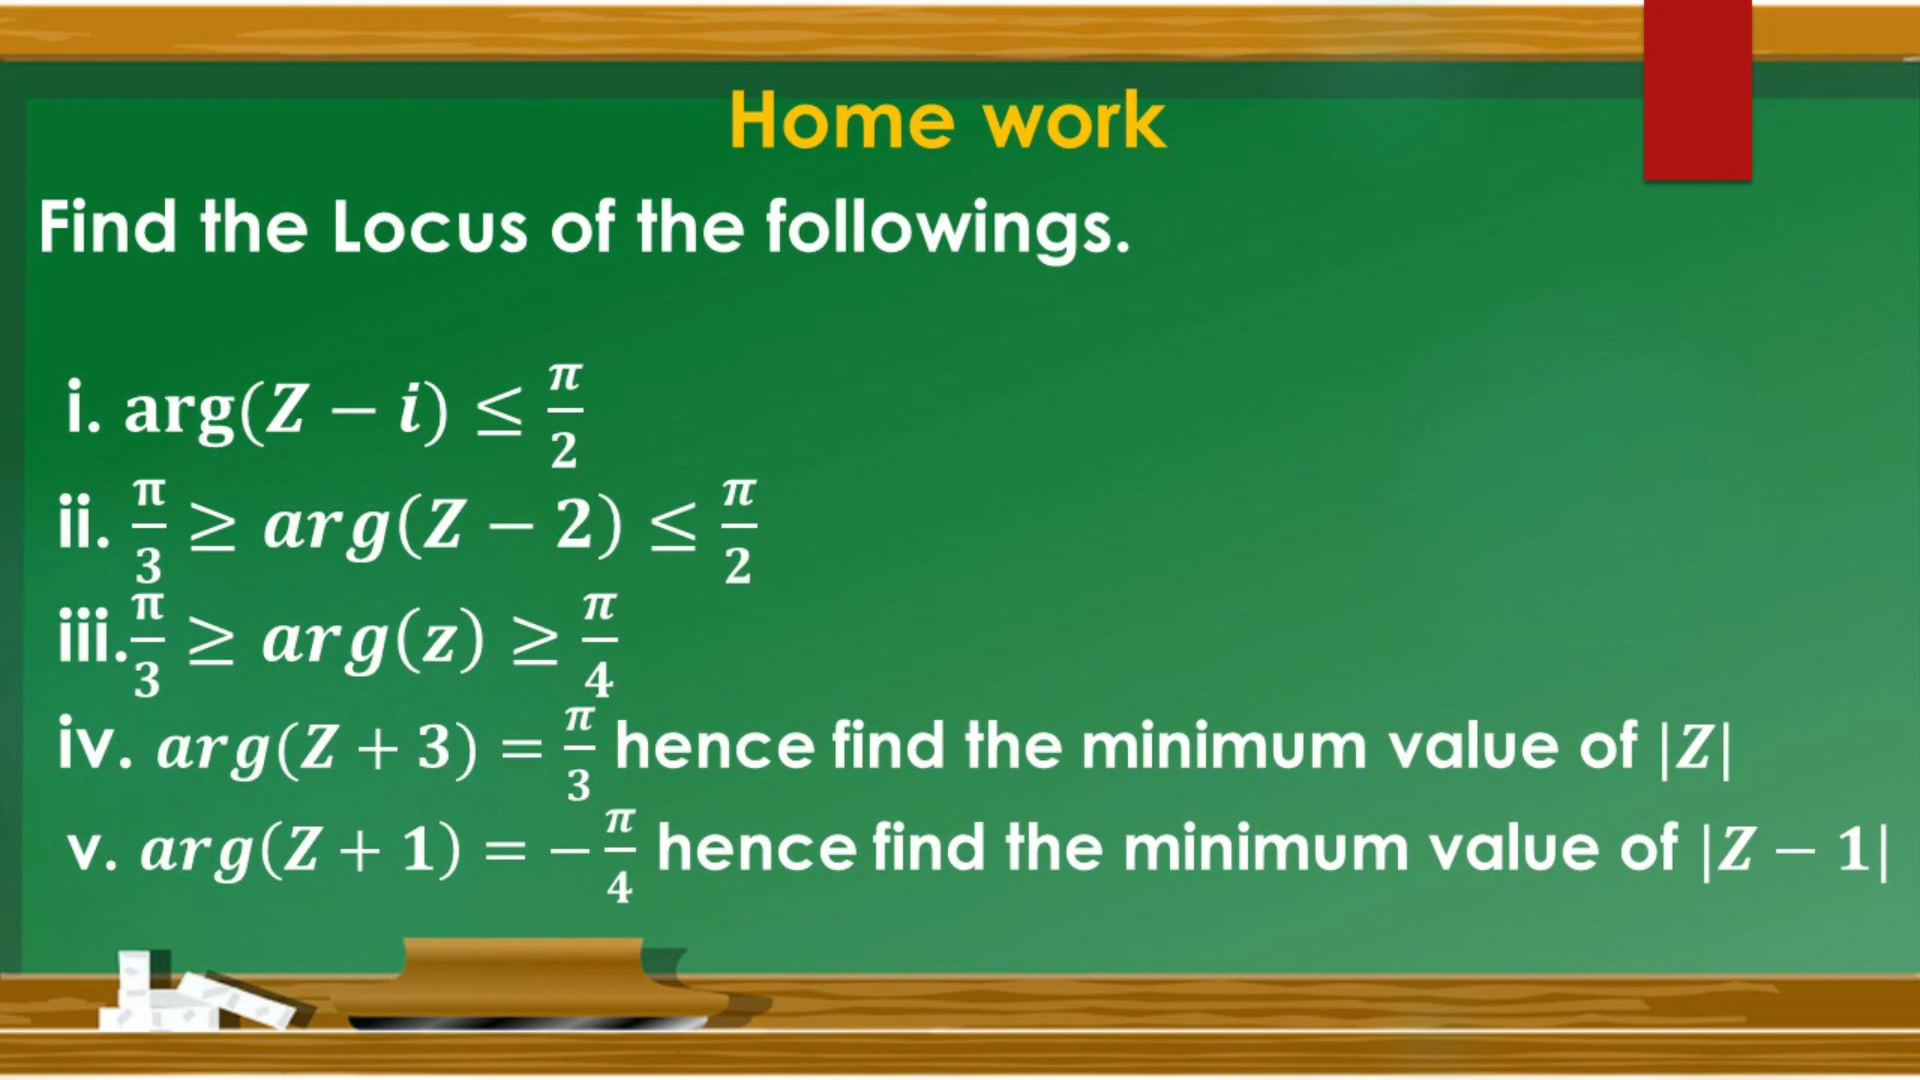 Home work
Find the Locus of the followings.
i. arg(Z − i) ≤ π/2
ii. π/3 ≥ arg(Z − 2) ≤ π/2
iii. π/3 ≥ arg(z) ≥ π/4
iv. arg(Z + 3) = π/3 hence find the minimum value of |Z|
v. arg(Z + 1) = −π/4 hence find the minimum value of |Z − 1|